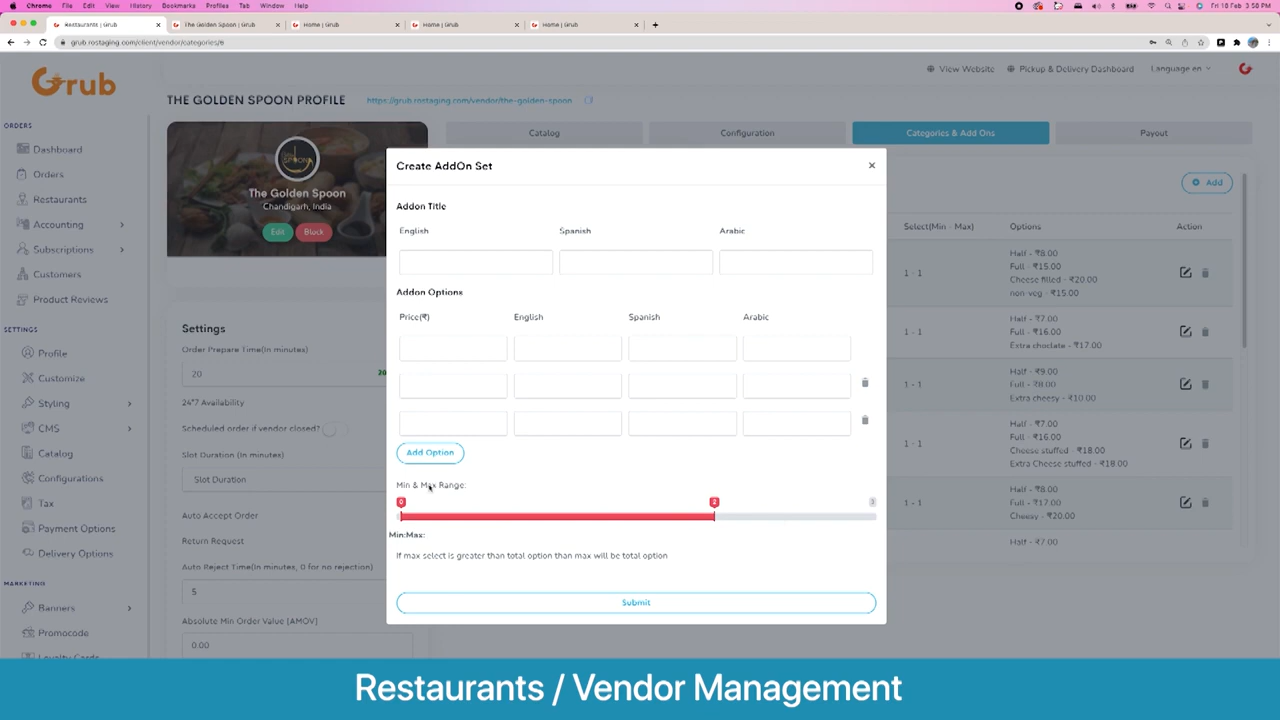 Chrome File Edit View History Bookmarks Profiles Tab Window Help Fri 10 Feb 3:58 PM
Restaurants | Grub The Golden Spoon | Grub Home | Grub Home | Grub Home | Grub
grub.rostaging.com/client/vendor/categories/6
Grub
View Website Pickup & Delivery Dashboard Language en
THE GOLDEN SPOON PROFILE https://grub.rostaging.com/vendor/the-golden-spoon
ORDERS
Dashboard
Orders
Restaurants
Accounting
Subscriptions
Customers
Product Reviews
SETTINGS
Profile
Customize
Styling
CMS
Catalog
Configurations
Tax
Payment Options
Delivery Options
MARKETING
Banners
Promocode
Loyalty Cards
SPOON
The Golden Spoon
Chandigarh, India
Edit Block
Settings
Order Prepare Time(In minutes)
20 20
24*7 Availability
Scheduled order if vendor closed?
Slot Duration (In minutes)
Slot Duration
Auto Accept Order
Return Request
Auto Reject Time(In minutes, 0 for no rejection)
5
Absolute Min Order Value [AMOV]
0.00
Catalog Configuration Categories & Add Ons Payout
Create AddOn Set ×
Addon Title
English Spanish Arabic
Addon Options
Price(₹) English Spanish Arabic
Add Option
Min & Max Range:
0 2 3
Min:Max:
If max select is greater than total option than max will be total option
Submit
Add
Select(Min - Max) Options Action
1 - 1
Half - ₹8.00
Full - ₹15.00
Cheese filled - ₹20.00
non-veg - ₹15.00
1 - 1
Half - ₹7.00
Full - ₹16.00
Extra choclate - ₹17.00
1 - 1
Half - ₹9.00
Full - ₹8.00
Extra cheesy - ₹10.00
1 - 1
Half - ₹7.00
Full - ₹16.00
Cheese stuffed - ₹18.00
Extra Cheese stuffed - ₹18.00
1 - 1
Half - ₹8.00
Full - ₹17.00
Cheesy - ₹20.00
Half - ₹7.00
Restaurants / Vendor Management